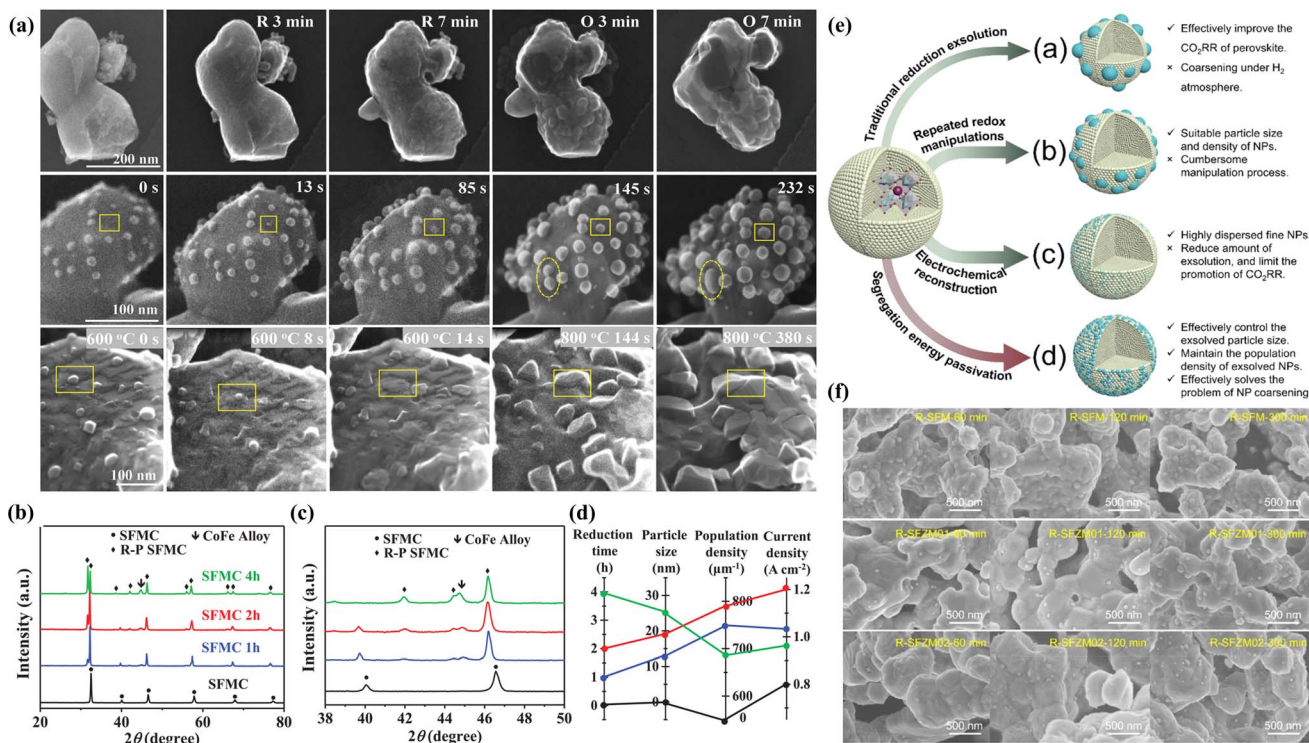 (a)
R 3 min
R 7 min
O 3 min
O 7 min
200 nm
0 s
13 s
85 s
145 s
232 s
100 nm
600 °C 0 s
600 °C 8 s
600 °C 14 s
800 °C 144 s
800 °C 380 s
100 nm
(b)
Intensity (a.u.)
• SFMC ↓ CoFe Alloy
♦ R-P SFMC
SFMC 4h
SFMC 2h
SFMC 1h
SFMC
20 40 60 80
2θ (degree)
(c)
Intensity (a.u.)
• SFMC ↓ CoFe Alloy
♦ R-P SFMC
38 40 42 44 46 48 50
2θ (degree)
(d)
Reduction time (h)
4
3
2
1
0
Particle size (nm)
30
20
10
0
Population density (μm⁻¹)
800
700
600
0
Current density (A cm⁻²)
1.2
1.0
0.8
(e)
Traditional reduction exsolution
Repeated redox manipulations
Electrochemical reconstruction
Segregation energy passivation
(a)
✓ Effectively improve the
CO₂RR of perovskite.
× Coarsening under H₂
atmosphere.
(b)
✓ Suitable particle size
and density of NPs.
× Cumbersome
manipulation process.
(c)
✓ Highly dispersed fine NPs
× Reduce amount of
exsolution, and limit the
promotion of CO₂RR.
(d)
✓ Effectively control the
exsolved particle size.
✓ Maintain the population
density of exsolved NPs.
✓ Effectively solves the
problem of NP coarsening
(f)
R-SFM-60 min
500 nm
R-SFM-120 min
500 nm
R-SFM-300 min
500 nm
R-SFZM01-60 min
500 nm
R-SFZM01-120 min
500 nm
R-SFZM01-300 min
500 nm
R-SFZM02-60 min
500 nm
R-SFZM02-120 min
500 nm
R-SFZM02-300 min
500 nm